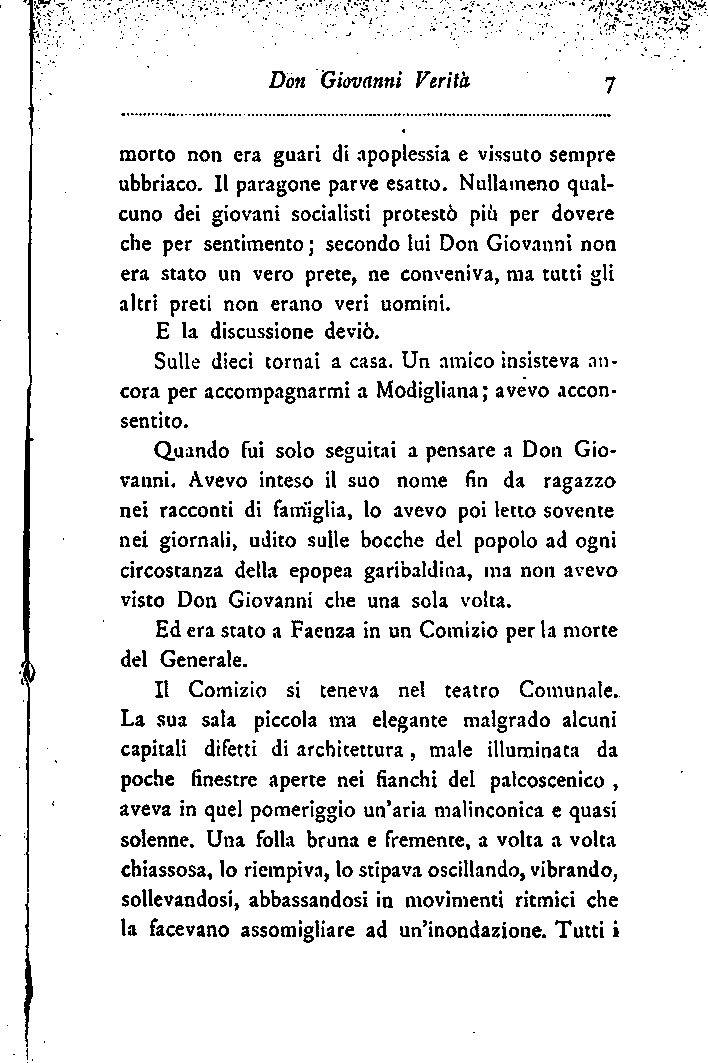 Don Giovanni Verità 7
morto non era guari di apoplessia e vissuto sempre
ubbriaco. Il paragone parve esatto. Nullameno qual-
cuno dei giovani socialisti protestò più per dovere
che per sentimento; secondo lui Don Giovanni non
era stato un vero prete, ne conveniva, ma tutti gli
altri preti non erano veri uomini.
E la discussione deviò.
Sulle dieci tornai a casa. Un amico insisteva an-
cora per accompagnarmi a Modigliana; avevo accon-
sentito.
Quando fui solo seguitai a pensare a Don Gio-
vanni. Avevo inteso il suo nome fin da ragazzo
nei racconti di famiglia, lo avevo poi letto sovente
nei giornali, udito sulle bocche del popolo ad ogni
circostanza della epopea garibaldina, ma non avevo
visto Don Giovanni che una sola volta.
Ed era stato a Faenza in un Comizio per la morte
del Generale.
Il Comizio si teneva nel teatro Comunale.
La sua sala piccola ma elegante malgrado alcuni
capitali difetti di architettura, male illuminata da
poche finestre aperte nei fianchi del palcoscenico,
aveva in quel pomeriggio un'aria malinconica e quasi
solenne. Una folla bruna e fremente, a volta a volta
chiassosa, lo riempiva, lo stipava oscillando, vibrando,
sollevandosi, abbassandosi in movimenti ritmici che
la facevano assomigliare ad un'inondazione. Tutti i